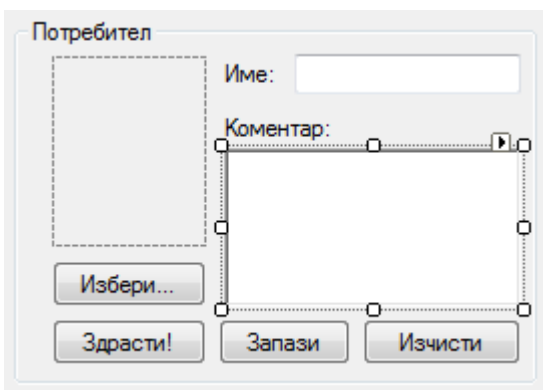 Потребител
Име:
Коментар:
Избери...
Здрасти! Запази Изчисти